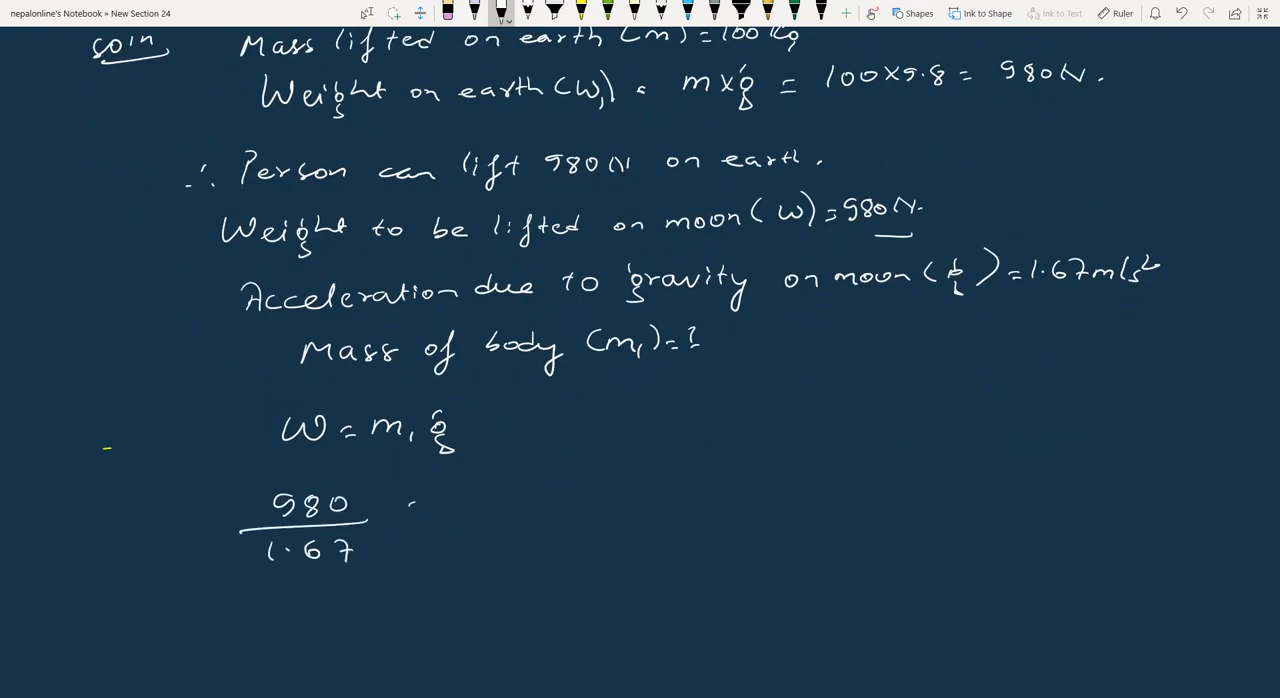 nepalonline's Notebook » New Section 24
Shapes Ink to Shape Ink to Text Ruler
Soln Mass lifted on earth (m) = 100 kg
Weight on earth (W₁) = m × g = 100 × 9.8 = 980 N.
∴ Person can lift 980 N on earth.
Weight to be lifted on moon (W) = 980 N.
Acceleration due to gravity on moon (g) = 1.67 m/s²
Mass of body (m₁) = ?
W = m₁ g
980
1.67